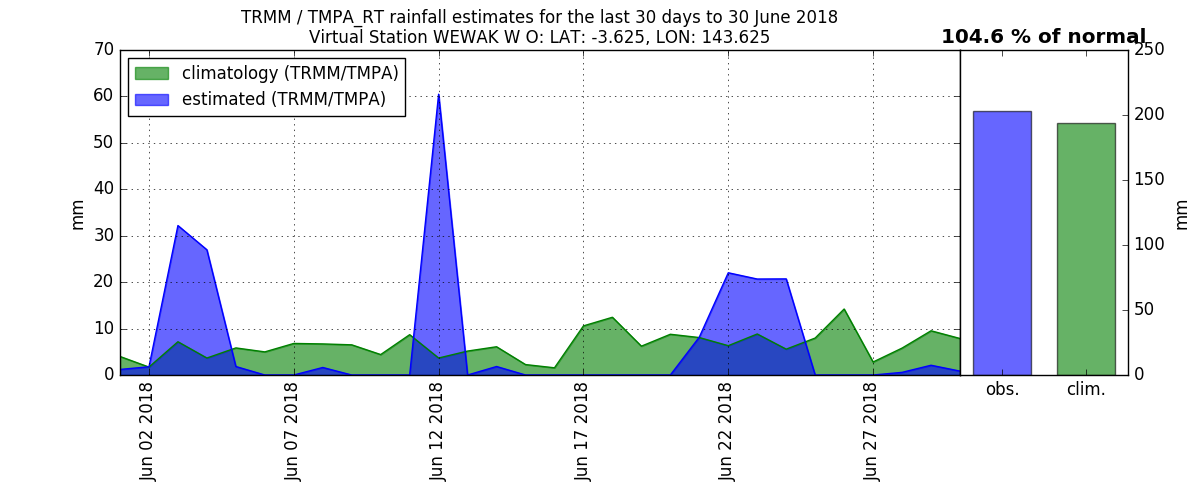 TRMM / TMPA_RT rainfall estimates for the last 30 days to 30 June 2018
Virtual Station WEWAK W O: LAT: -3.625, LON: 143.625
104.6 % of normal
climatology (TRMM/TMPA)
estimated (TRMM/TMPA)
70
60
50
40
30
20
10
0
mm
Jun 02 2018
Jun 07 2018
Jun 12 2018
Jun 17 2018
Jun 22 2018
Jun 27 2018
obs.
clim.
250
200
150
100
50
0
mm